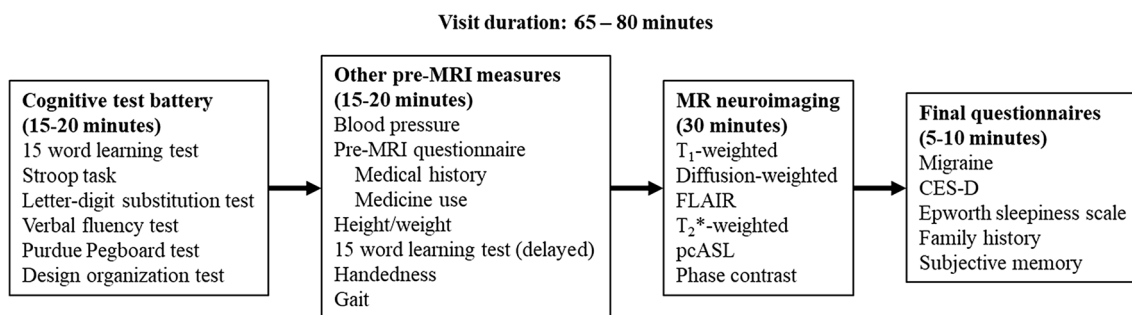 Visit duration: 65 – 80 minutes
Cognitive test battery
(15-20 minutes)
15 word learning test
Stroop task
Letter-digit substitution test
Verbal fluency test
Purdue Pegboard test
Design organization test
Other pre-MRI measures
(15-20 minutes)
Blood pressure
Pre-MRI questionnaire
Medical history
Medicine use
Height/weight
15 word learning test (delayed)
Handedness
Gait
MR neuroimaging
(30 minutes)
T₁-weighted
Diffusion-weighted
FLAIR
T₂*-weighted
pcASL
Phase contrast
Final questionnaires
(5-10 minutes)
Migraine
CES-D
Epworth sleepiness scale
Family history
Subjective memory